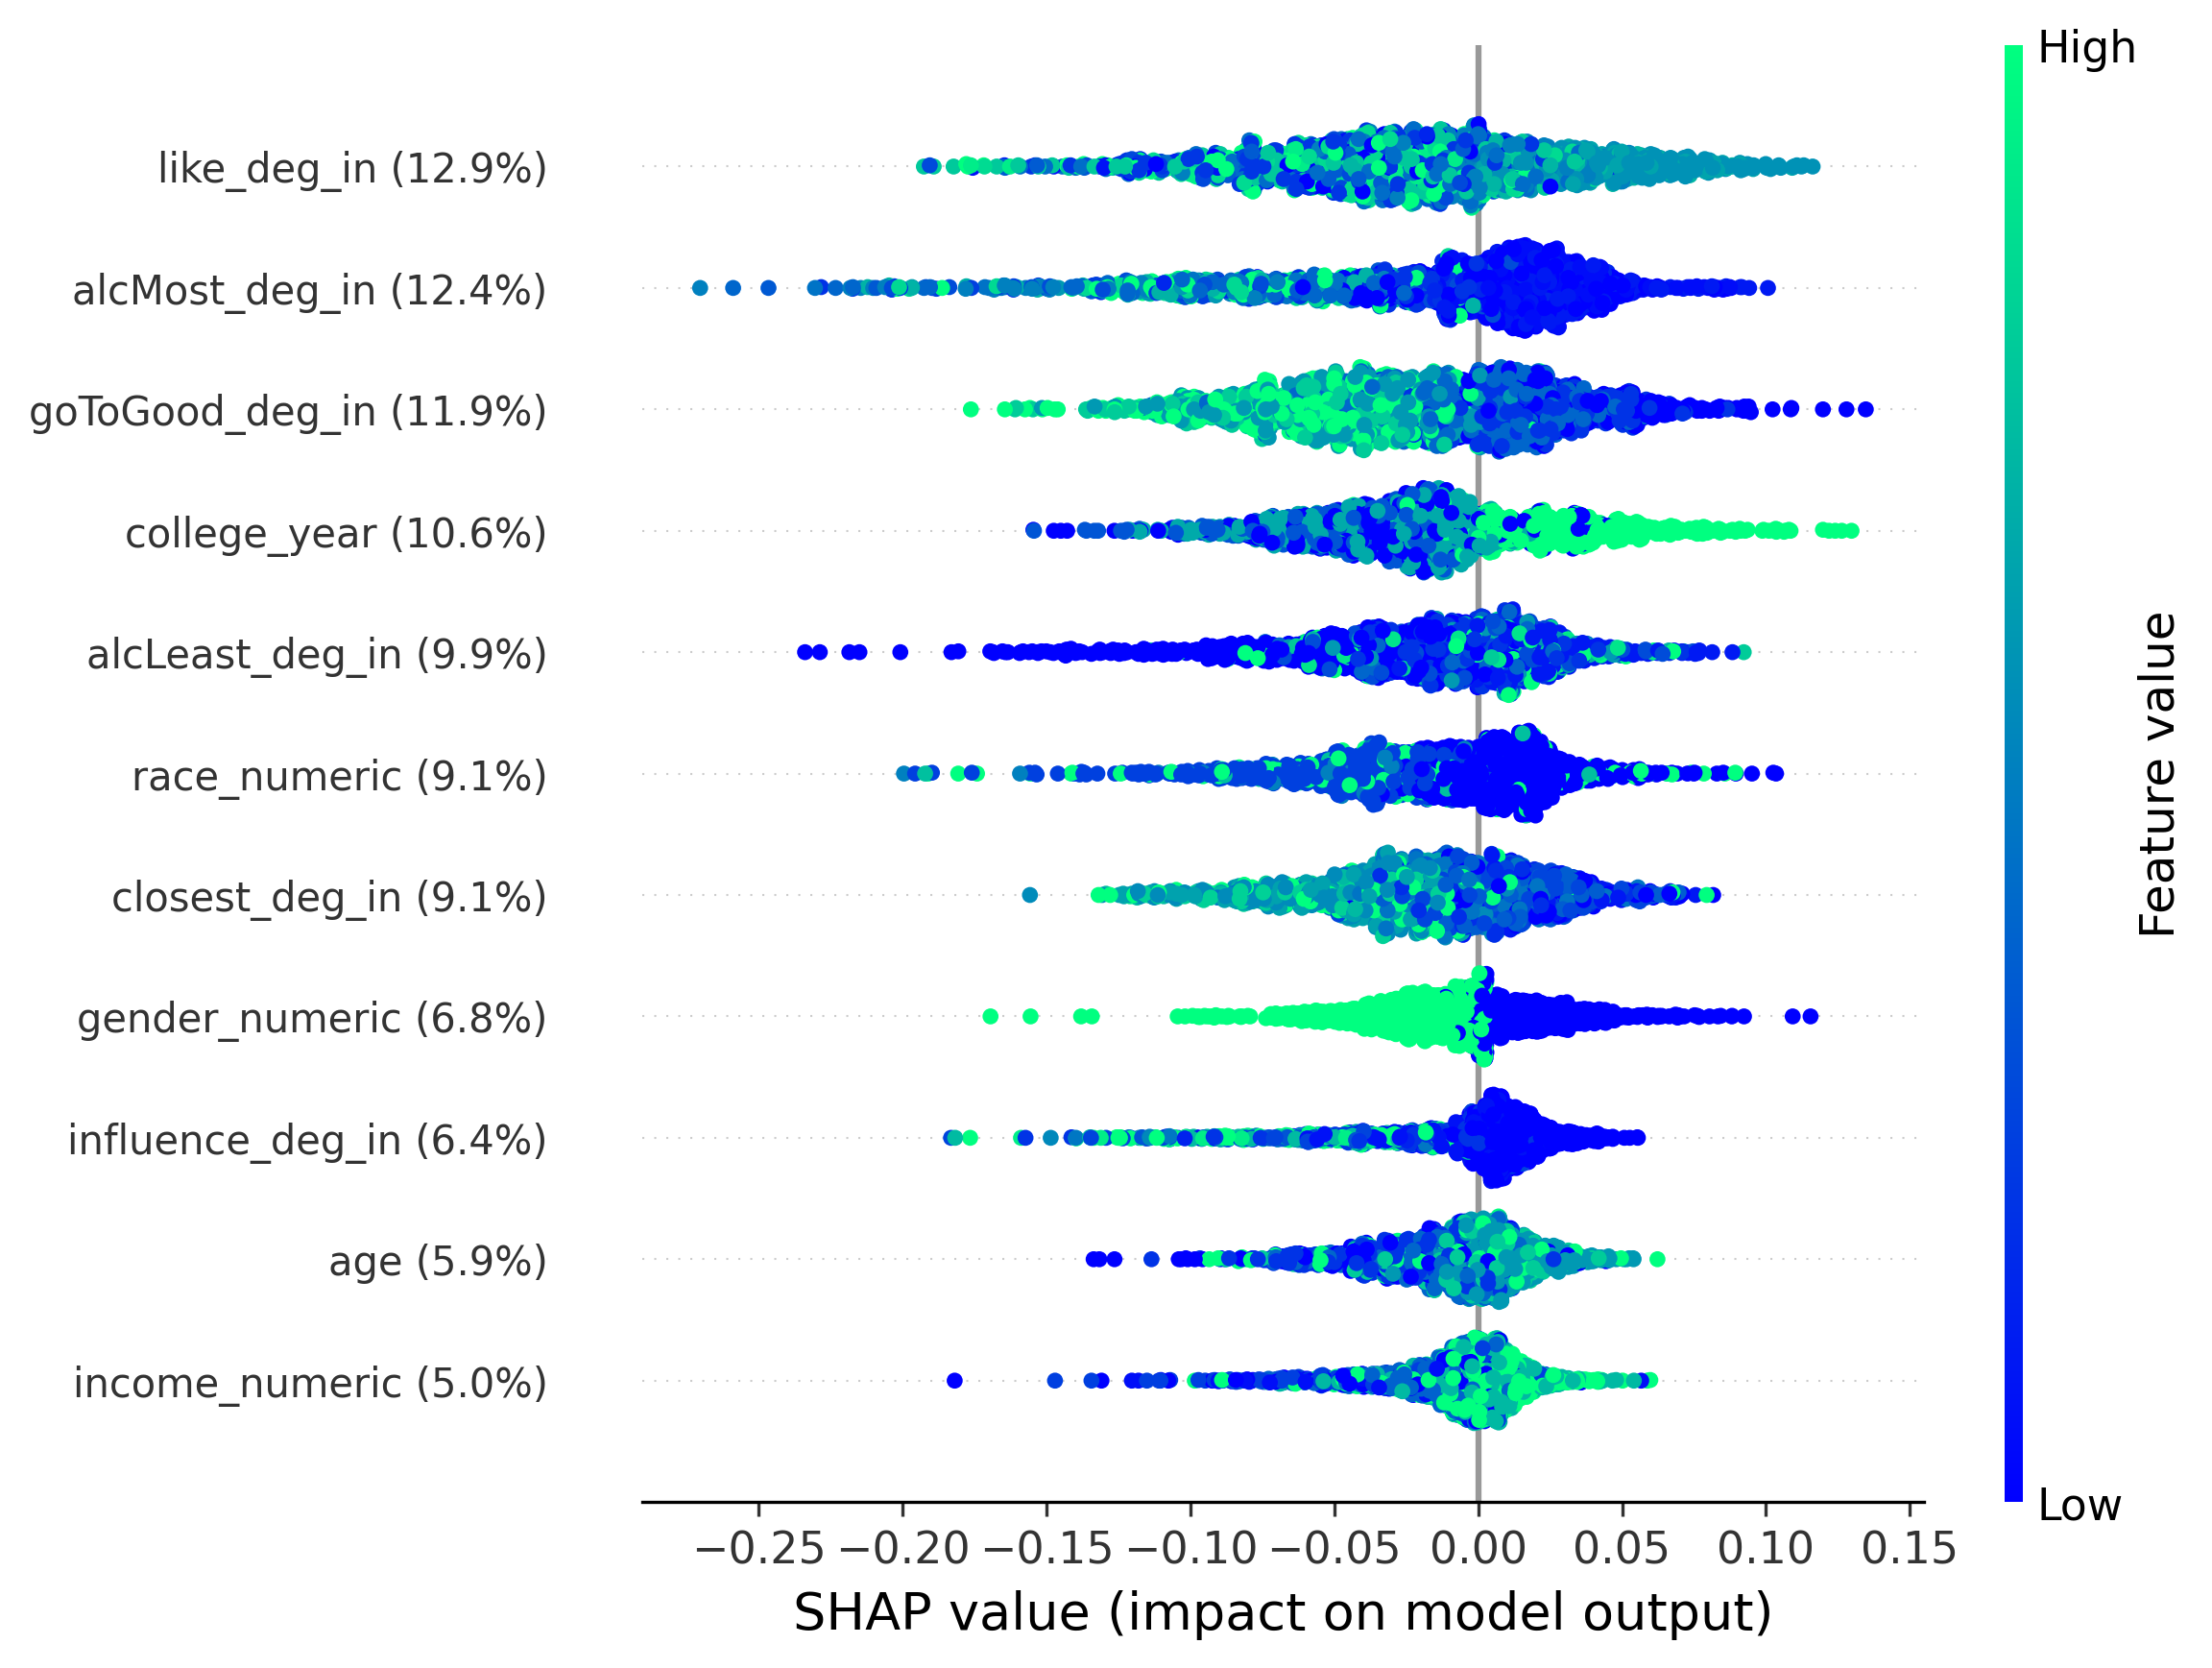 High
like_deg_in (12.9%)
alcMost_deg_in (12.4%)
goToGood_deg_in (11.9%)
college_year (10.6%)
alcLeast_deg_in (9.9%)
race_numeric (9.1%)
closest_deg_in (9.1%)
gender_numeric (6.8%)
influence_deg_in (6.4%)
age (5.9%)
income_numeric (5.0%)
Feature value
Low
−0.25 −0.20 −0.15 −0.10 −0.05 0.00 0.05 0.10 0.15
SHAP value (impact on model output)